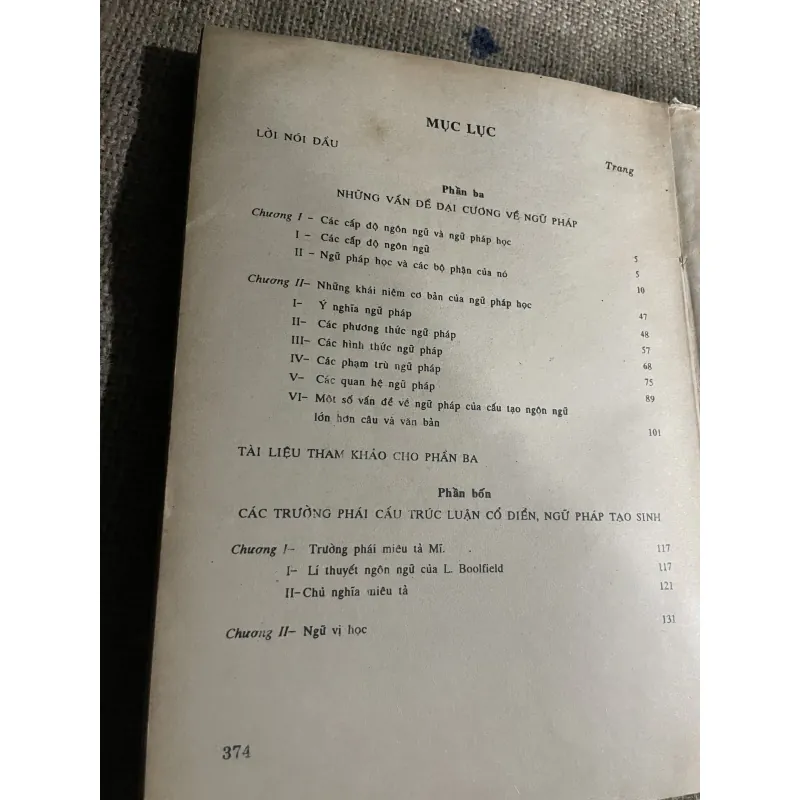 MỤC LỤC
LỜI NÓI DẦU
Trang
Phần ba
NHỮNG VẤN DỀ DẠI CƯƠNG VỀ NGỮ PHÁP
Chương I – Các cấp độ ngôn ngữ và ngữ pháp học 5
I – Các cấp độ ngôn ngữ 5
II – Ngữ pháp học và các bộ phận của nó 10
Chương II– Những khái niệm cơ bản của ngữ pháp học 47
I– Ý nghĩa ngữ pháp 48
II– Các phương thức ngữ pháp 57
III– Các hình thức ngữ pháp 68
IV– Các phạm trù ngữ pháp 75
V– Các quan hệ ngữ pháp 89
VI– Một số vấn đề về ngữ pháp của cấu tạo ngôn ngữ
lớn hơn câu và văn bản 101
TÀI LIỆU THAM KHẢO CHO PHẦN BA
Phần bốn
CÁC TRƯỜNG PHÁI CẤU TRÚC LUẬN CỔ DIỂN, NGỮ PHÁP TẠO SINH
Chương I– Trường phái miêu tả Mĩ. 117
I– Lí thuyết ngôn ngữ của L. Boolfield 117
II–Chủ nghĩa miêu tả 121
Chương II– Ngữ vị học 131
374